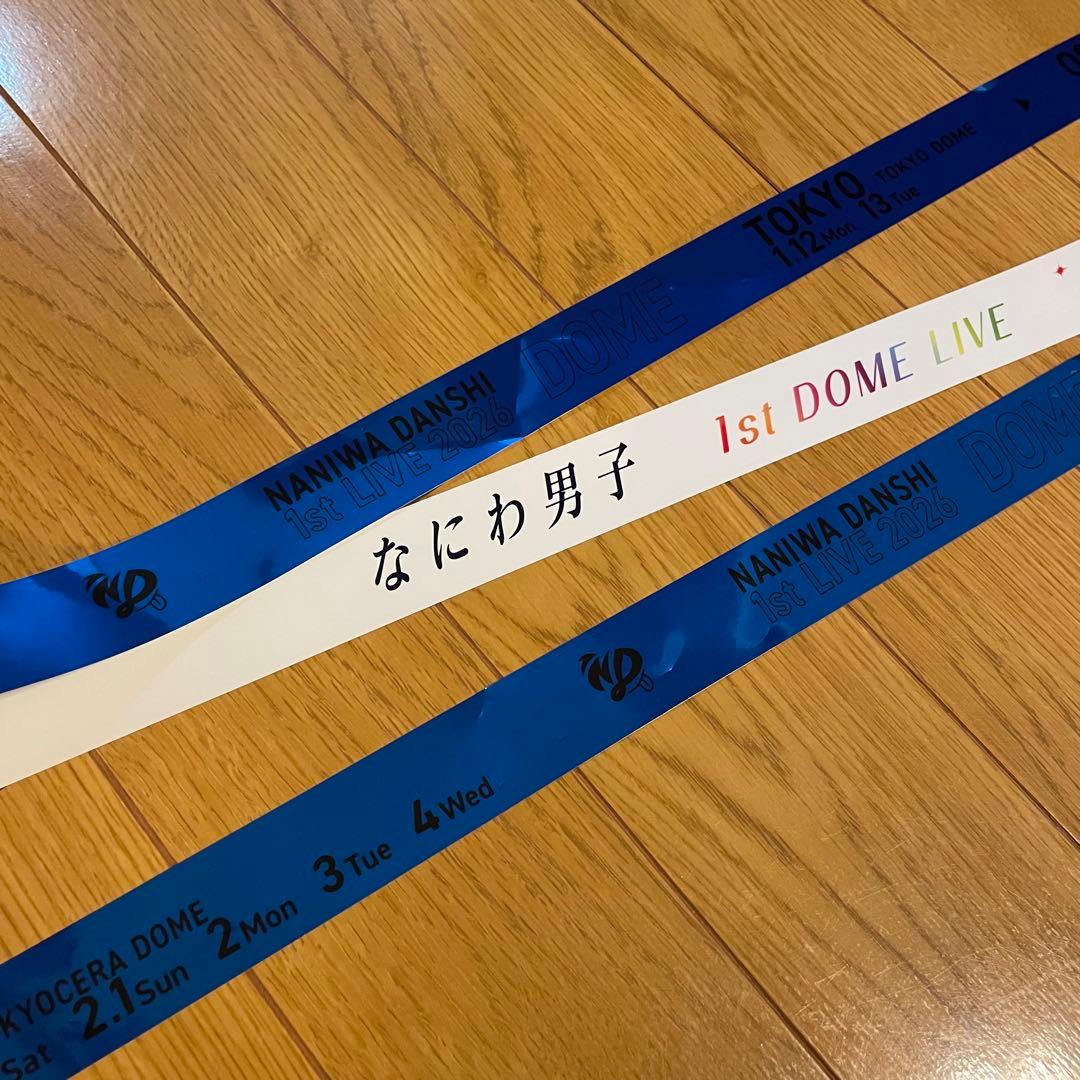 NANIWA DANSHI
1st LIVE 2026
DOME
TOKYO TOKYO DOME
1.12 Mon 13 Tue
なにわ男子 1st DOME LIVE
KYOCERA DOME
Sat 2.1 Sun 2 Mon 3 Tue 4 Wed
NANIWA DANSHI
1st LIVE 2026
DOME